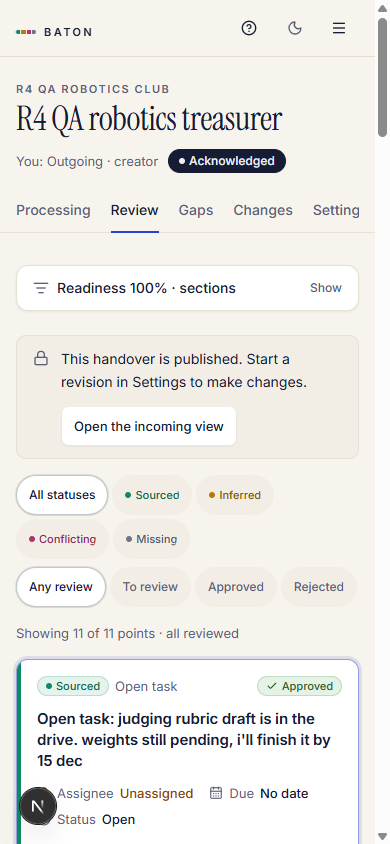 BATON
R4 QA ROBOTICS CLUB
R4 QA robotics treasurer
You: Outgoing · creator Acknowledged
Processing Review Gaps Changes Setting
Readiness 100% · sections Show
This handover is published. Start a
revision in Settings to make changes.
Open the incoming view
All statuses Sourced Inferred
Conflicting Missing
Any review To review Approved Rejected
Showing 11 of 11 points · all reviewed
Sourced Open task Approved
Open task: judging rubric draft is in the
drive. weights still pending, i'll finish it by
15 dec
Assignee Unassigned Due No date
N
Status Open